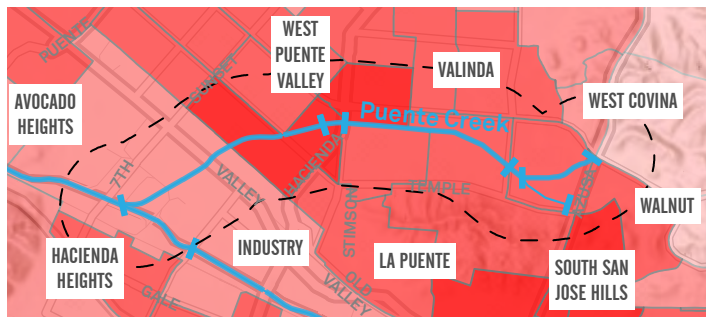 WEST
PUENTE
VALLEY
PUENTE
SUNSET
VALINDA
AVOCADO
HEIGHTS
WEST COVINA
Puente Creek
7TH
VALLEY
HACIENDA
TEMPLE
AZUSA
WALNUT
STIMSON
HACIENDA
HEIGHTS
INDUSTRY
LA PUENTE
SOUTH SAN
JOSE HILLS
GALE
OLD
VALLEY